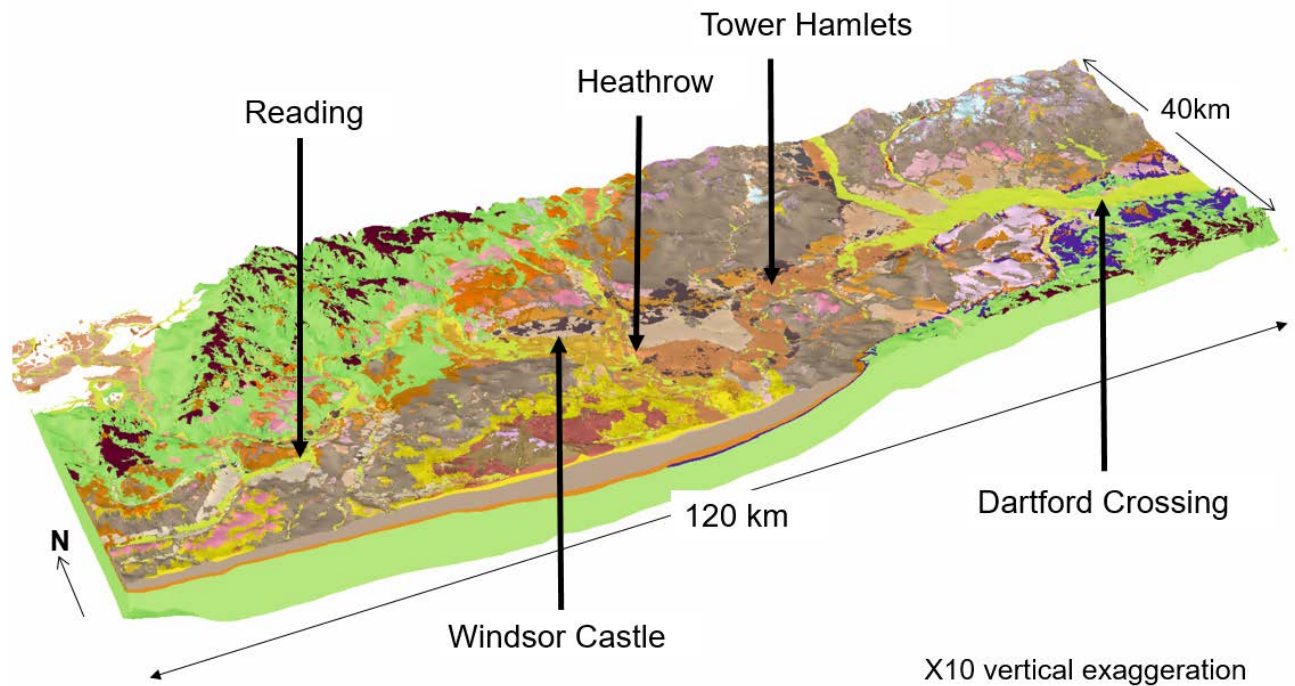 Tower Hamlets
Heathrow
Reading
40km
N
120 km
Dartford Crossing
Windsor Castle
X10 vertical exaggeration